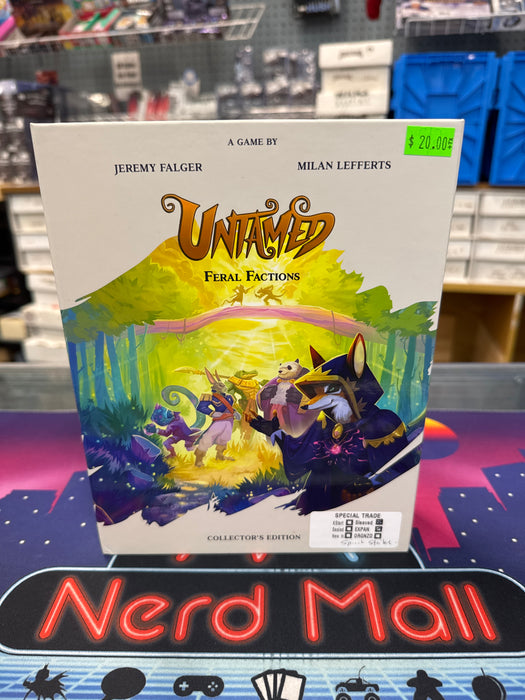 A GAME BY
JEREMY FALGER
MILAN LEFFERTS
$ 20.00
UNTAMED
FERAL FACTIONS
COLLECTOR'S EDITION
SPECIAL TRADE
Sleeved
EXPAN
Nerd Mall